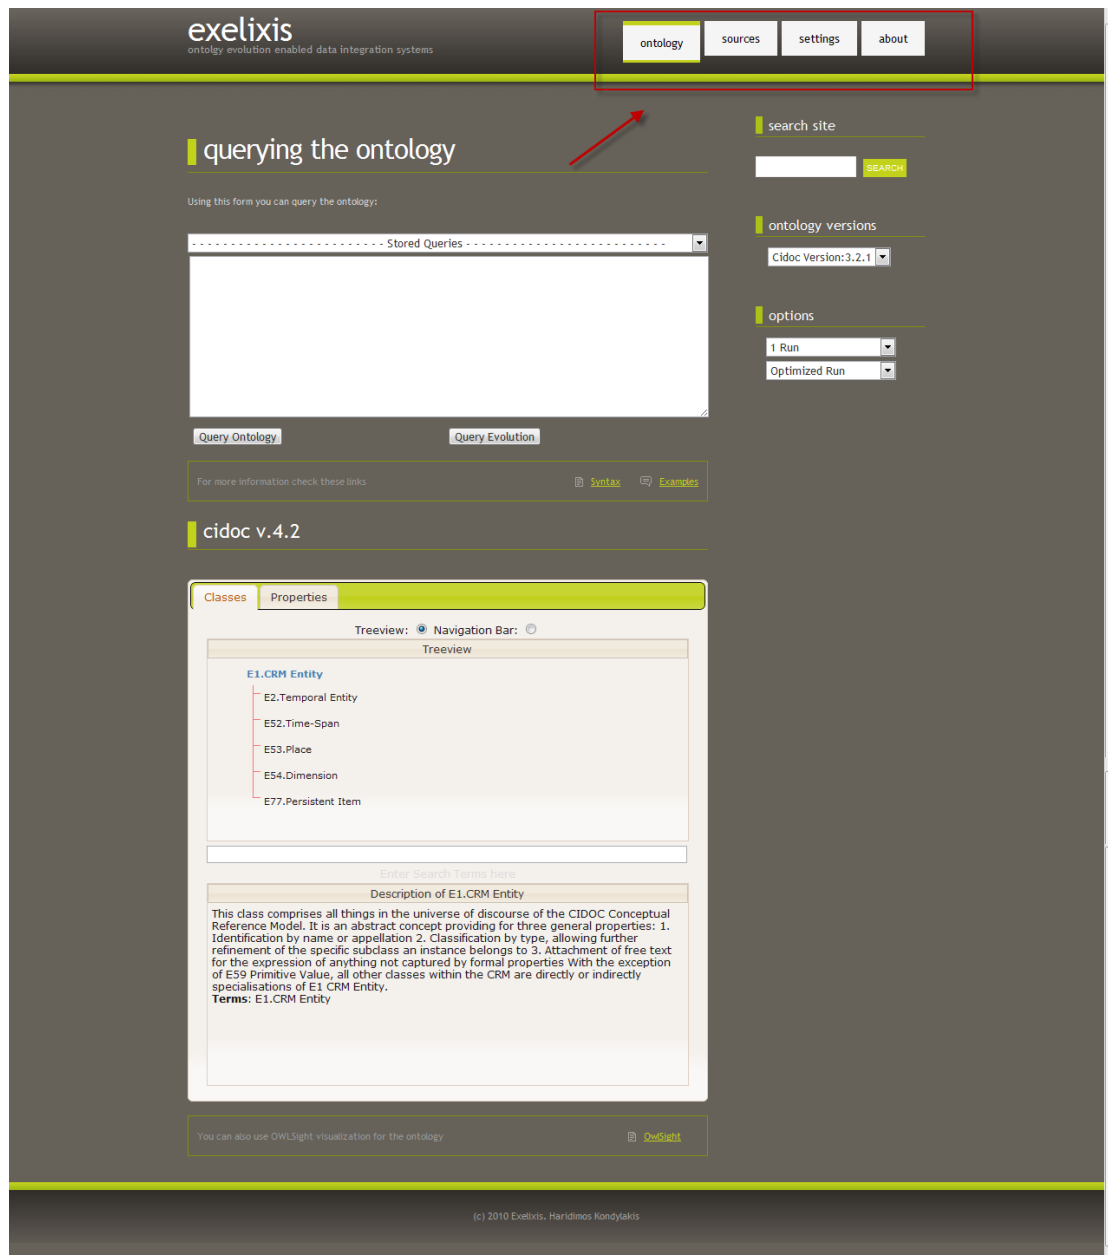 exelixis
ontolgy evolution enabled data integration systems
ontology
sources
settings
about
querying the ontology
Using this form you can query the ontology:
- - - - - - - - - - - - - - - - - - - - - - - - - Stored Queries - - - - - - - - - - - - - - - - - - - - - - - - - -
Query Ontology
Query Evolution
For more information check these links
Syntax
Examples
search site
SEARCH
ontology versions
Cidoc Version:3.2.1
options
1 Run
Optimized Run
cidoc v.4.2
Classes
Properties
Treeview:
Navigation Bar:
Treeview
E1.CRM Entity
E2.Temporal Entity
E52.Time-Span
E53.Place
E54.Dimension
E77.Persistent Item
Enter Search Terms here
Description of E1.CRM Entity
This class comprises all things in the universe of discourse of the CIDOC Conceptual
Reference Model. It is an abstract concept providing for three general properties: 1.
Identification by name or appellation 2. Classification by type, allowing further
refinement of the specific subclass an instance belongs to 3. Attachment of free text
for the expression of anything not captured by formal properties With the exception
of E59 Primitive Value, all other classes within the CRM are directly or indirectly
specialisations of E1 CRM Entity.
Terms: E1.CRM Entity
You can also use OWLSight visualization for the ontology
OwlSight
(c) 2010 Exelixis. Haridimos Kondylakis